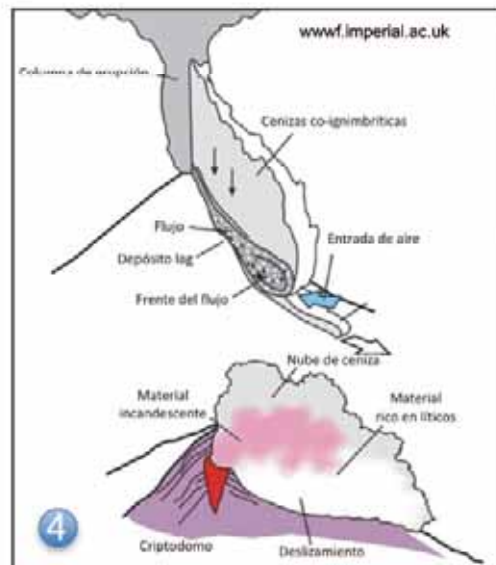 wwwf.imperial.ac.uk
Columna de erupción
Cenizas co-ignimbríticas
Flujo
Entrada de aire
Depósito lag
Frente del flujo
Nube de ceniza
Material
incandescente
Material
rico en líticos
4
Criptodomo
Deslizamiento